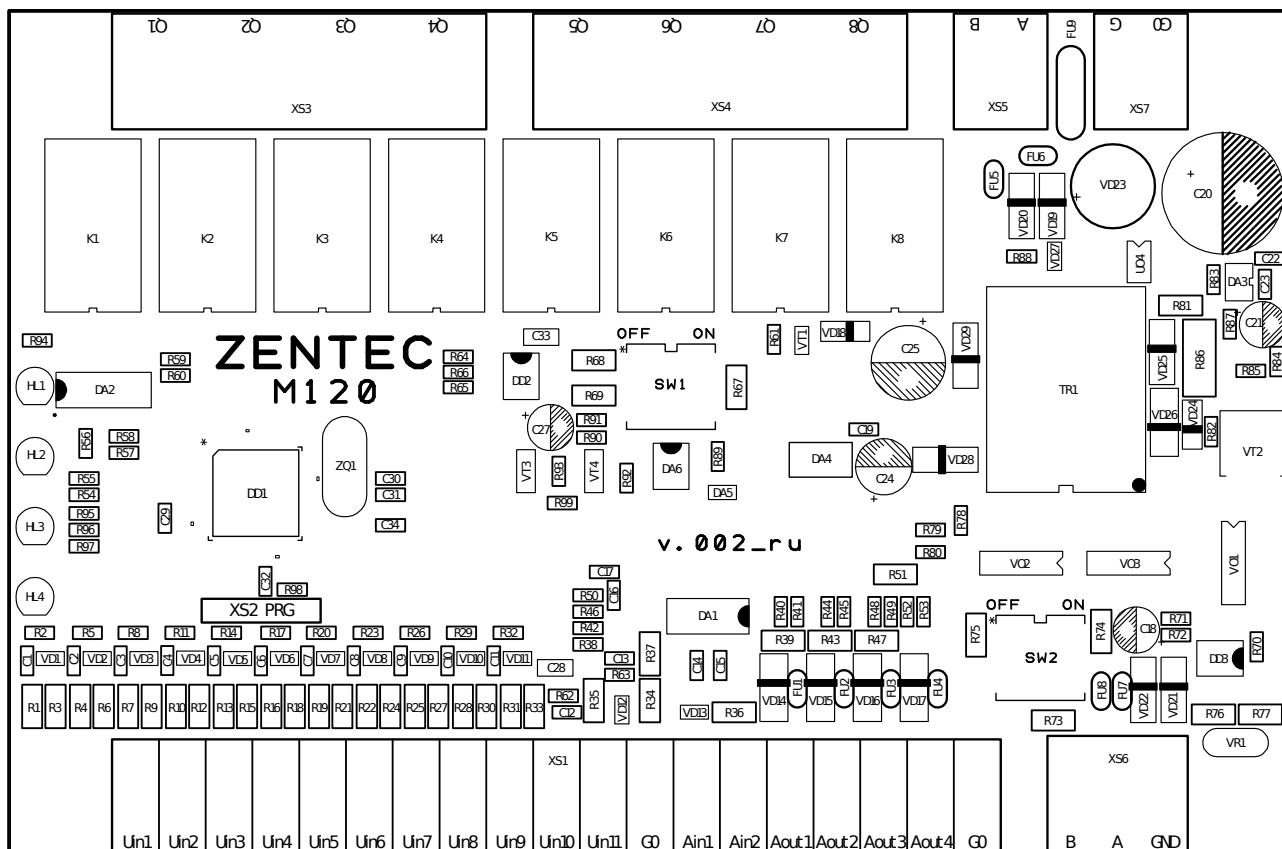 Q1 Q2 Q3 Q4 Q5 Q6 Q7 Q8 B A FU9 G G0
XS3 XS4 XS5 XS7
FU6
FU5 VD20 VD19 VD23 C20
K1 K2 K3 K4 K5 K6 K7 K8
R88 VD27 UD4 C22
R83 DA3 C23
R81
R94 ZENTEC C33 OFF ON R61 VT1 VD18 VD29 R87 C21
R59 R64 R68 C25 VD25 R86 R84
R60 M120 R66 DD2 SW1 R67 R85
HL1 DA2 R65 R69 TR1
C27 R91 C19 VD26 VD24 R82
R56 R58 R90
HL2 R57 ZQ1 VT3 R93 VT4 R92 DA6 R89 DA4 C24 VD28 VT2
R55 C30
R54 DD1 C31 DA5
R95 C29 R99 R78
HL3 R96 C34 R79
R97 v.002_ru R80
C17 R51 VO2 VO3 VO1
C32 R98 R50 C16
HL4 XS2 PRG R46 DA1 R40 R41 R44 R45 R48 R49 R52 R53 OFF ON
R2 R5 R8 R11 R14 R17 R20 R23 R26 R29 R32 R42 R39 R43 R47 R75 R74 C18 R71
R38 R72
C1 VD1 C2 VD2 C3 VD3 C4 VD4 C5 VD5 C6 VD6 C7 VD7 C8 VD8 C9 VD9 C10 VD10 C11 VD11 C28 C13 R37 C14 C15 SW2 DD3 R70
R63
R62 R35 R34 FU1 FU2 FU3 FU4 FU8 FU7
R1 R3 R4 R6 R7 R9 R10 R12 R13 R15 R16 R18 R19 R21 R22 R24 R25 R27 R28 R30 R31 R33 C12 VD12 VD13 R36 VD14 VD15 VD16 VD17 VD22 VD21
R73 R76 R77
VR1
XS1 XS6
Uin1 Uin2 Uin3 Uin4 Uin5 Uin6 Uin7 Uin8 Uin9 Uin10 Uin11 G0 Ain1 Ain2 Aout1 Aout2 Aout3 Aout4 G0 B A GND